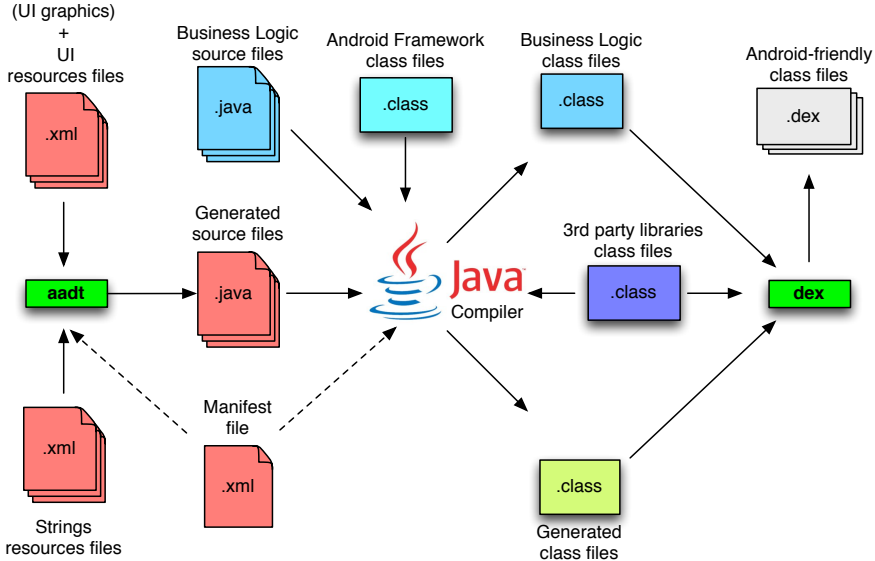 (UI graphics)
+
UI
resources files
.xml
Business Logic
source files
.java
Android Framework
class files
.class
Business Logic
class files
.class
Android-friendly
class files
.dex
aadt
Generated
source files
.java
Java™
Compiler
3rd party libraries
class files
.class
dex
.xml
Strings
resources files
Manifest
file
.xml
.class
Generated
class files